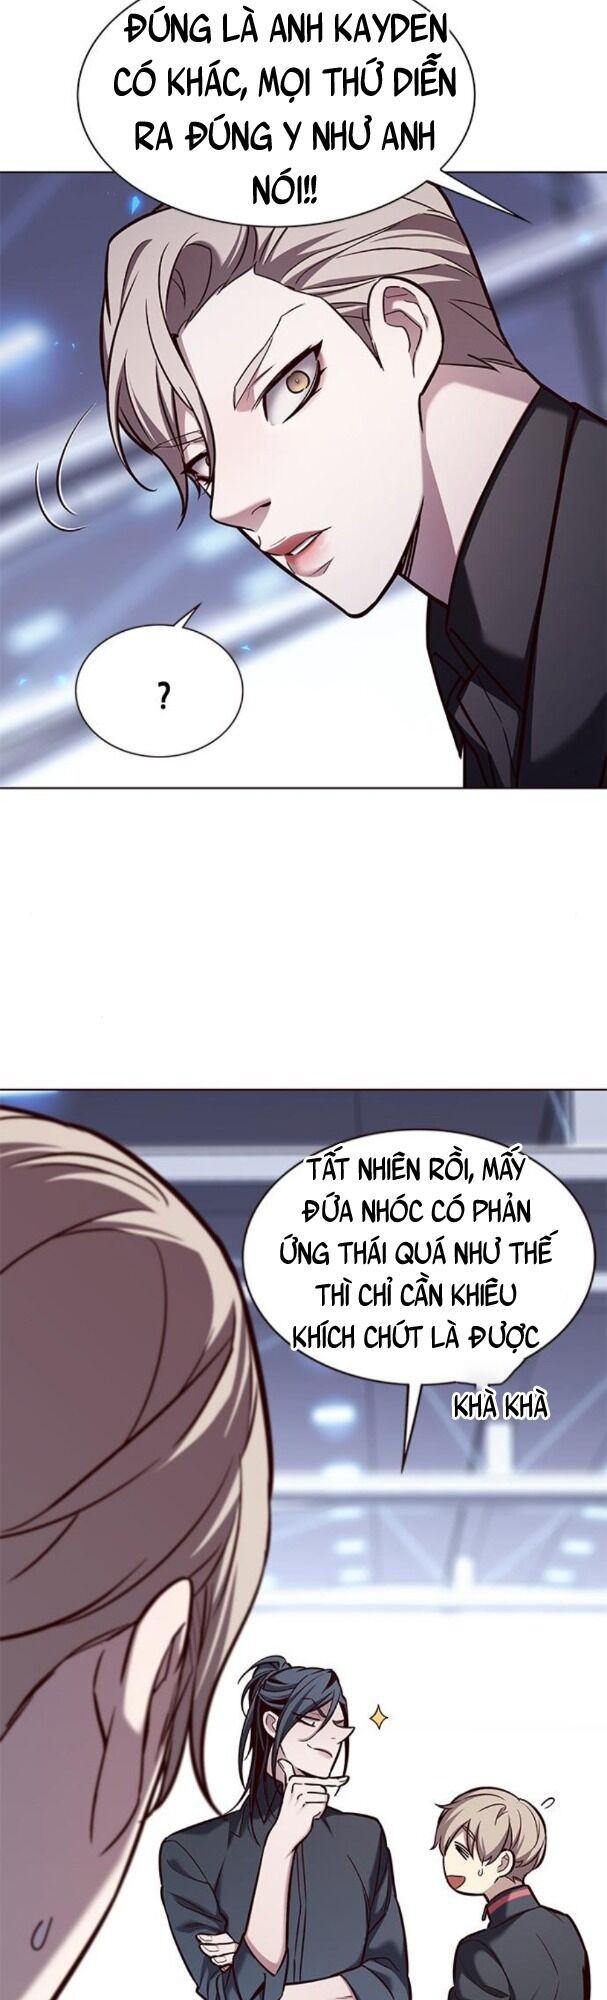 ĐÚNG LÀ ANH KAYDEN
CÓ KHÁC, MỌI THỨ DIỄN
RA ĐÚNG Y NHƯ ANH
NÓI!!
?
TẤT NHIÊN RỒI, MẤY
ĐỨA NHÓC CÓ PHẢN
ỨNG THÁI QUÁ NHƯ THẾ
THÌ CHỈ CẦN KHIÊU
KHÍCH CHÚT LÀ ĐƯỢC
KHÀ KHÀ